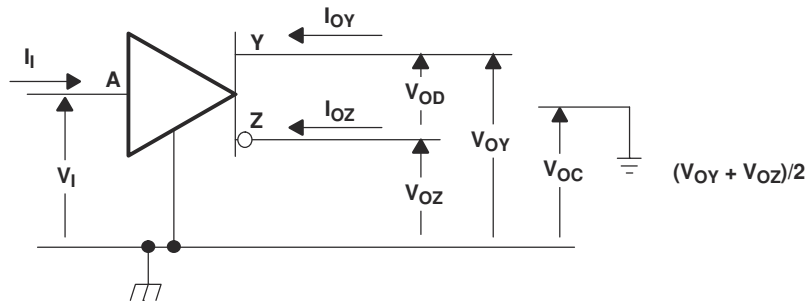 I_OY
I_I
A
Y
V_OD
Z
I_OZ
V_OY
V_I
V_OZ
V_OC
(V_OY + V_OZ)/2